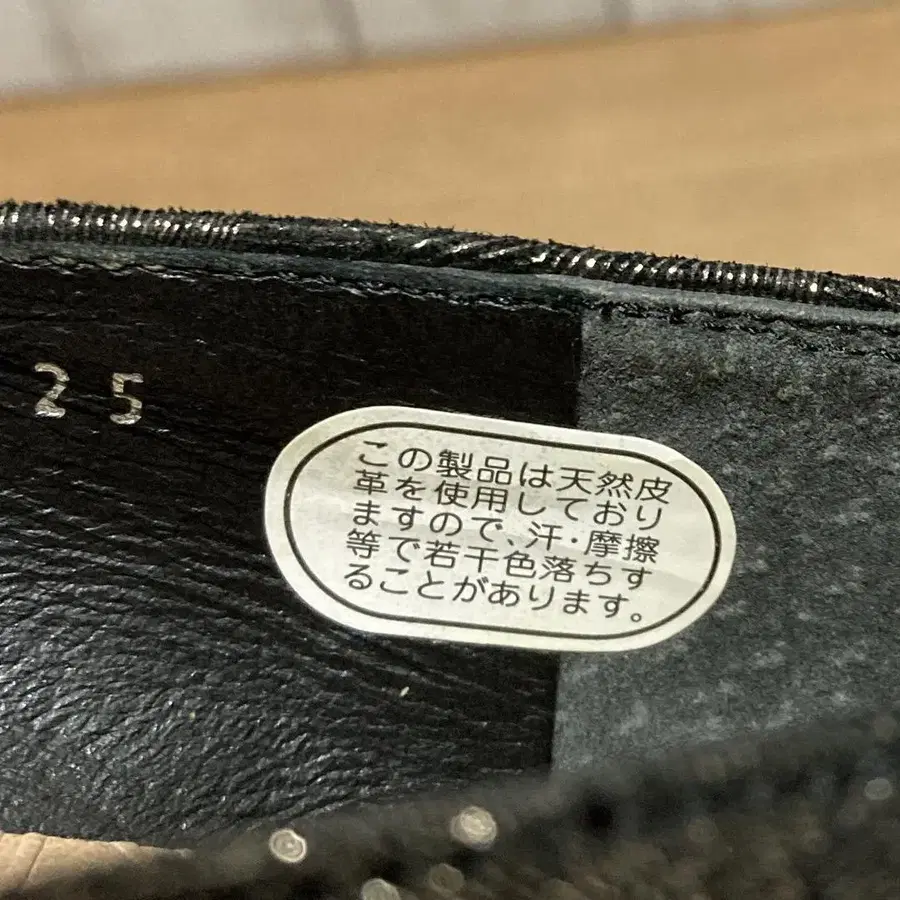 25
この製品は天然皮
革を使用しており
ますので、汗・摩擦
等で若干色落ちす
ることがあります。